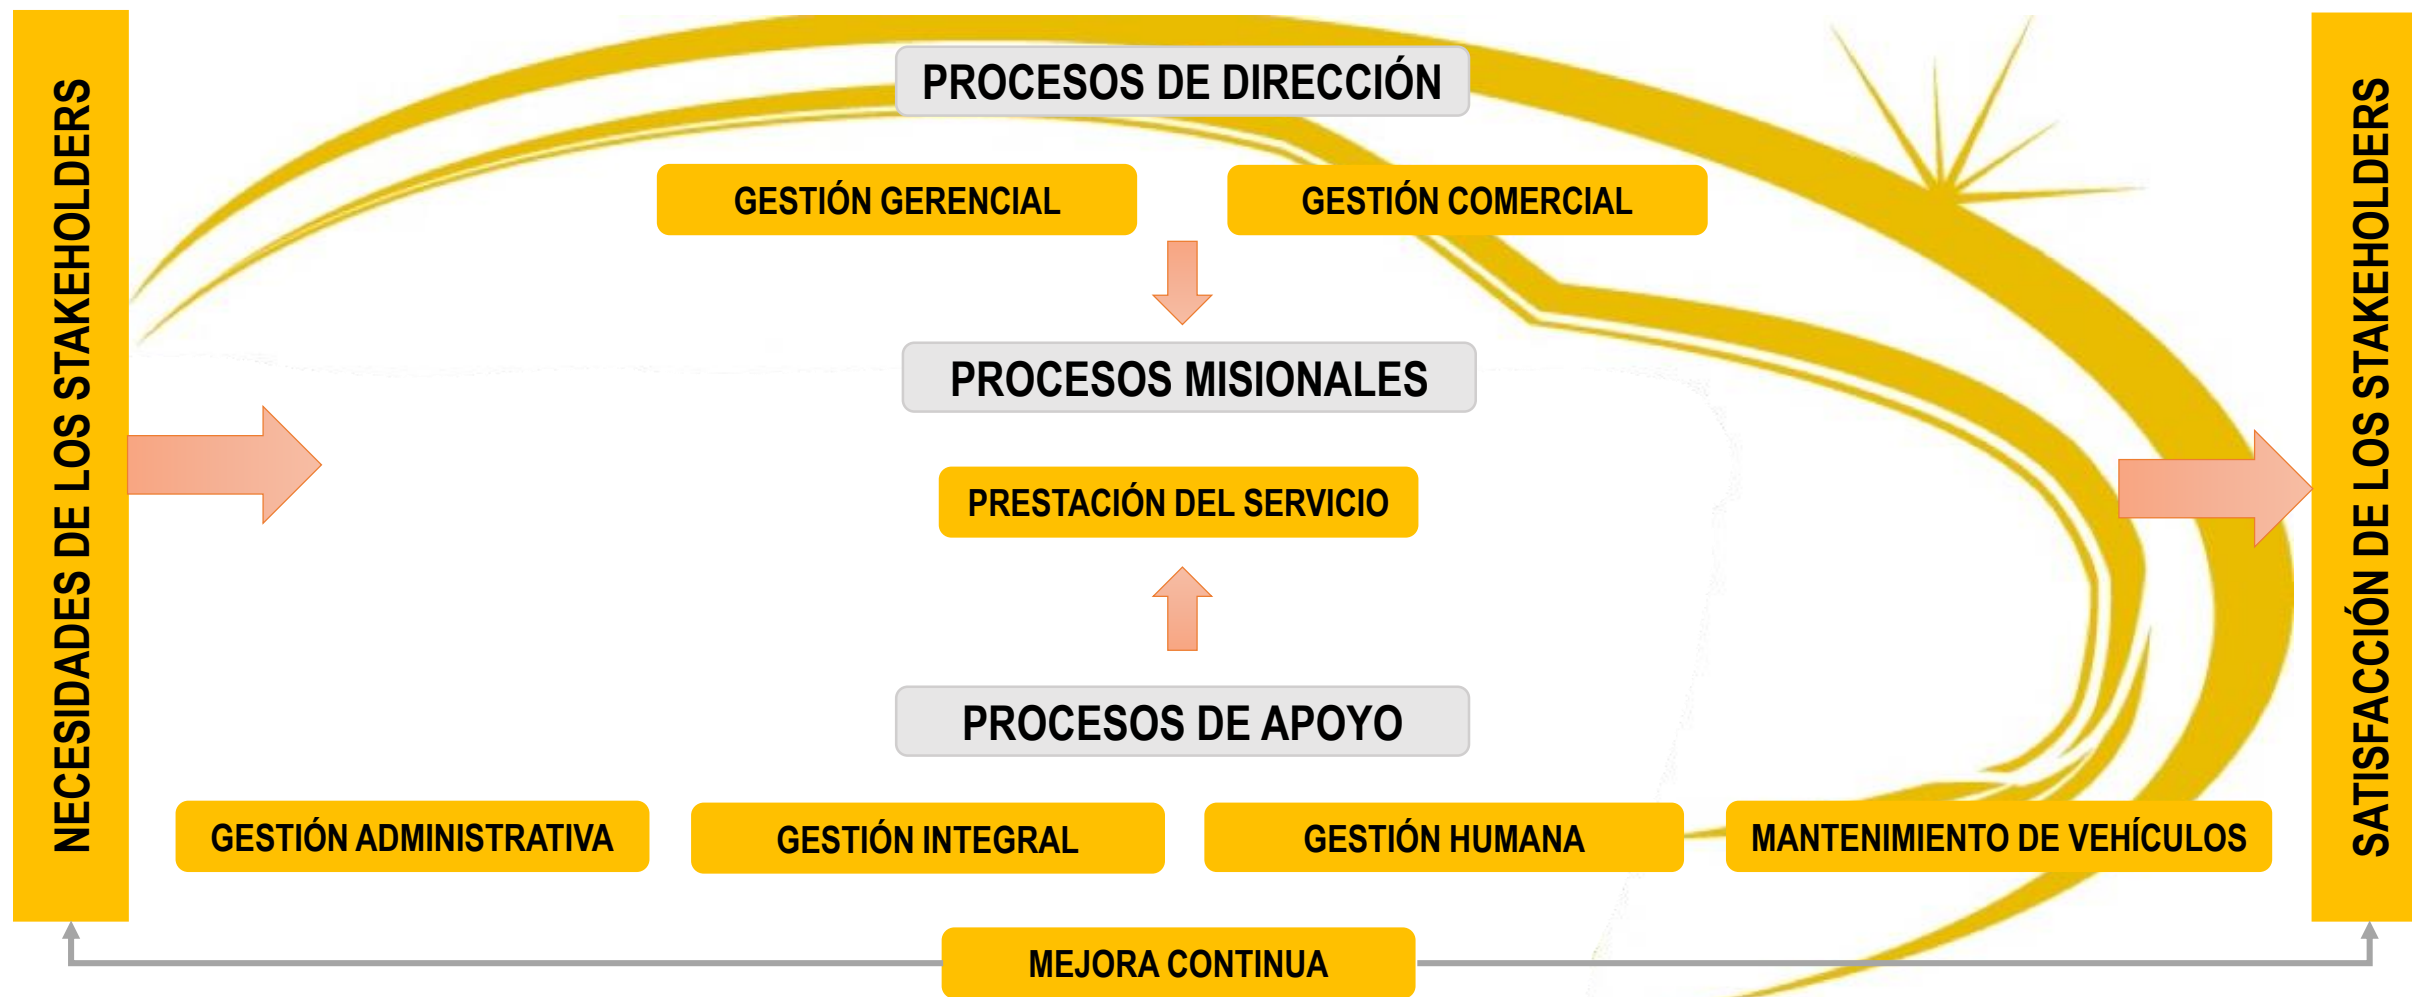 NECESIDADES DE LOS STAKEHOLDERS
PROCESOS DE DIRECCIÓN
GESTIÓN GERENCIAL
GESTIÓN COMERCIAL
PROCESOS MISIONALES
PRESTACIÓN DEL SERVICIO
PROCESOS DE APOYO
GESTIÓN ADMINISTRATIVA
GESTIÓN INTEGRAL
GESTIÓN HUMANA
MANTENIMIENTO DE VEHÍCULOS
MEJORA CONTINUA
SATISFACCIÓN DE LOS STAKEHOLDERS